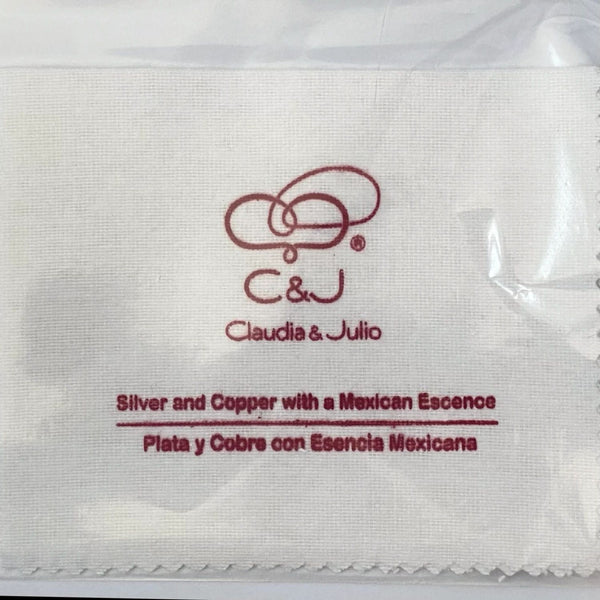 ®
C&J
Claudia & Julio
Silver and Copper with a Mexican Escence
Plata y Cobre con Esencia Mexicana